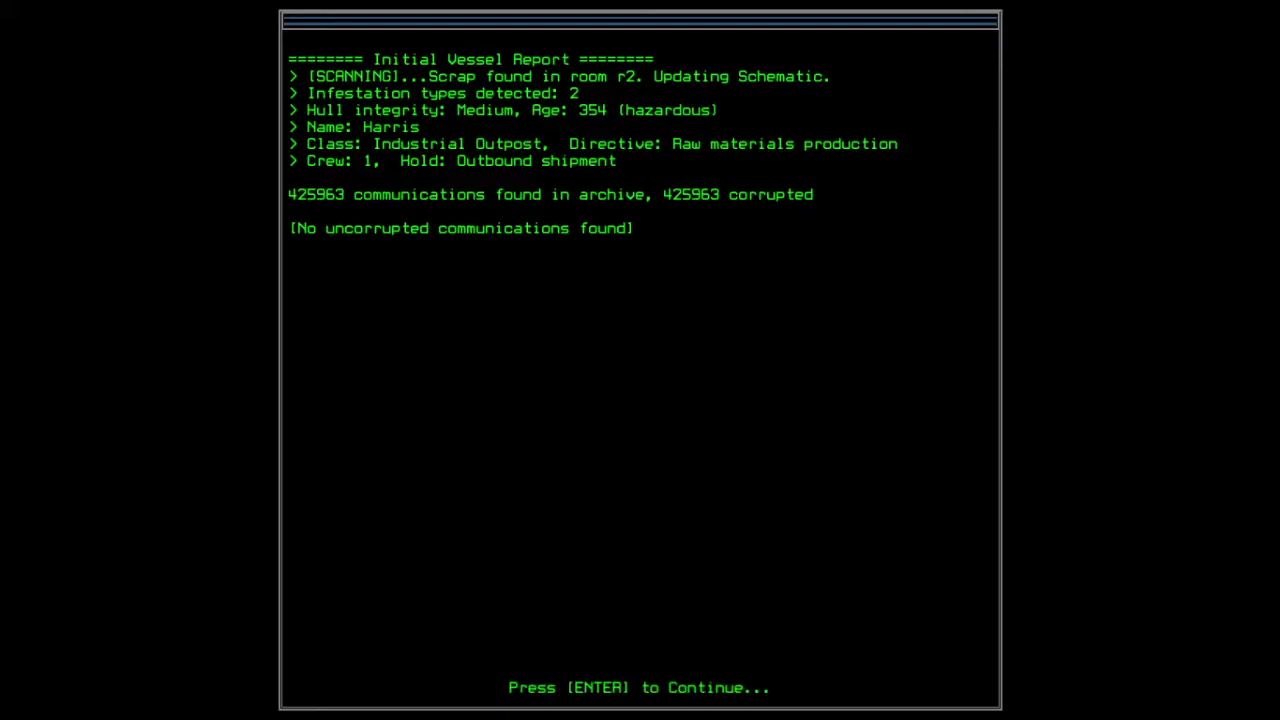 ======== Initial Vessel Report ========
> [SCANNING]...Scrap found in room r2. Updating Schematic.
> Infestation types detected: 2
> Hull integrity: Medium, Age: 354 (hazardous)
> Name: Harris
> Class: Industrial Outpost,  Directive: Raw materials production
> Crew: 1,  Hold: Outbound shipment
425963 communications found in archive, 425963 corrupted
[No uncorrupted communications found]
Press [ENTER] to Continue...